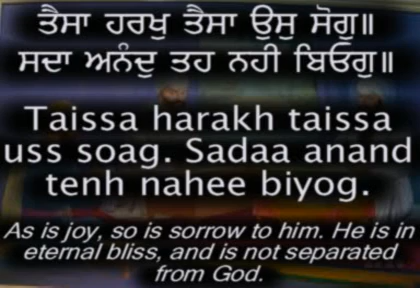 ਤੈਸਾ ਹਰਖੁ ਤੈਸਾ ਉਸੁ ਸੋਗੁ॥
ਸਦਾ ਅਨੰਦੁ ਤਹ ਨਹੀ ਬਿਓਗੁ॥
Taissa harakh taissa
uss soag. Sadaa anand
tenh nahee biyog.
As is joy, so is sorrow to him. He is in
eternal bliss, and is not separated
from God.